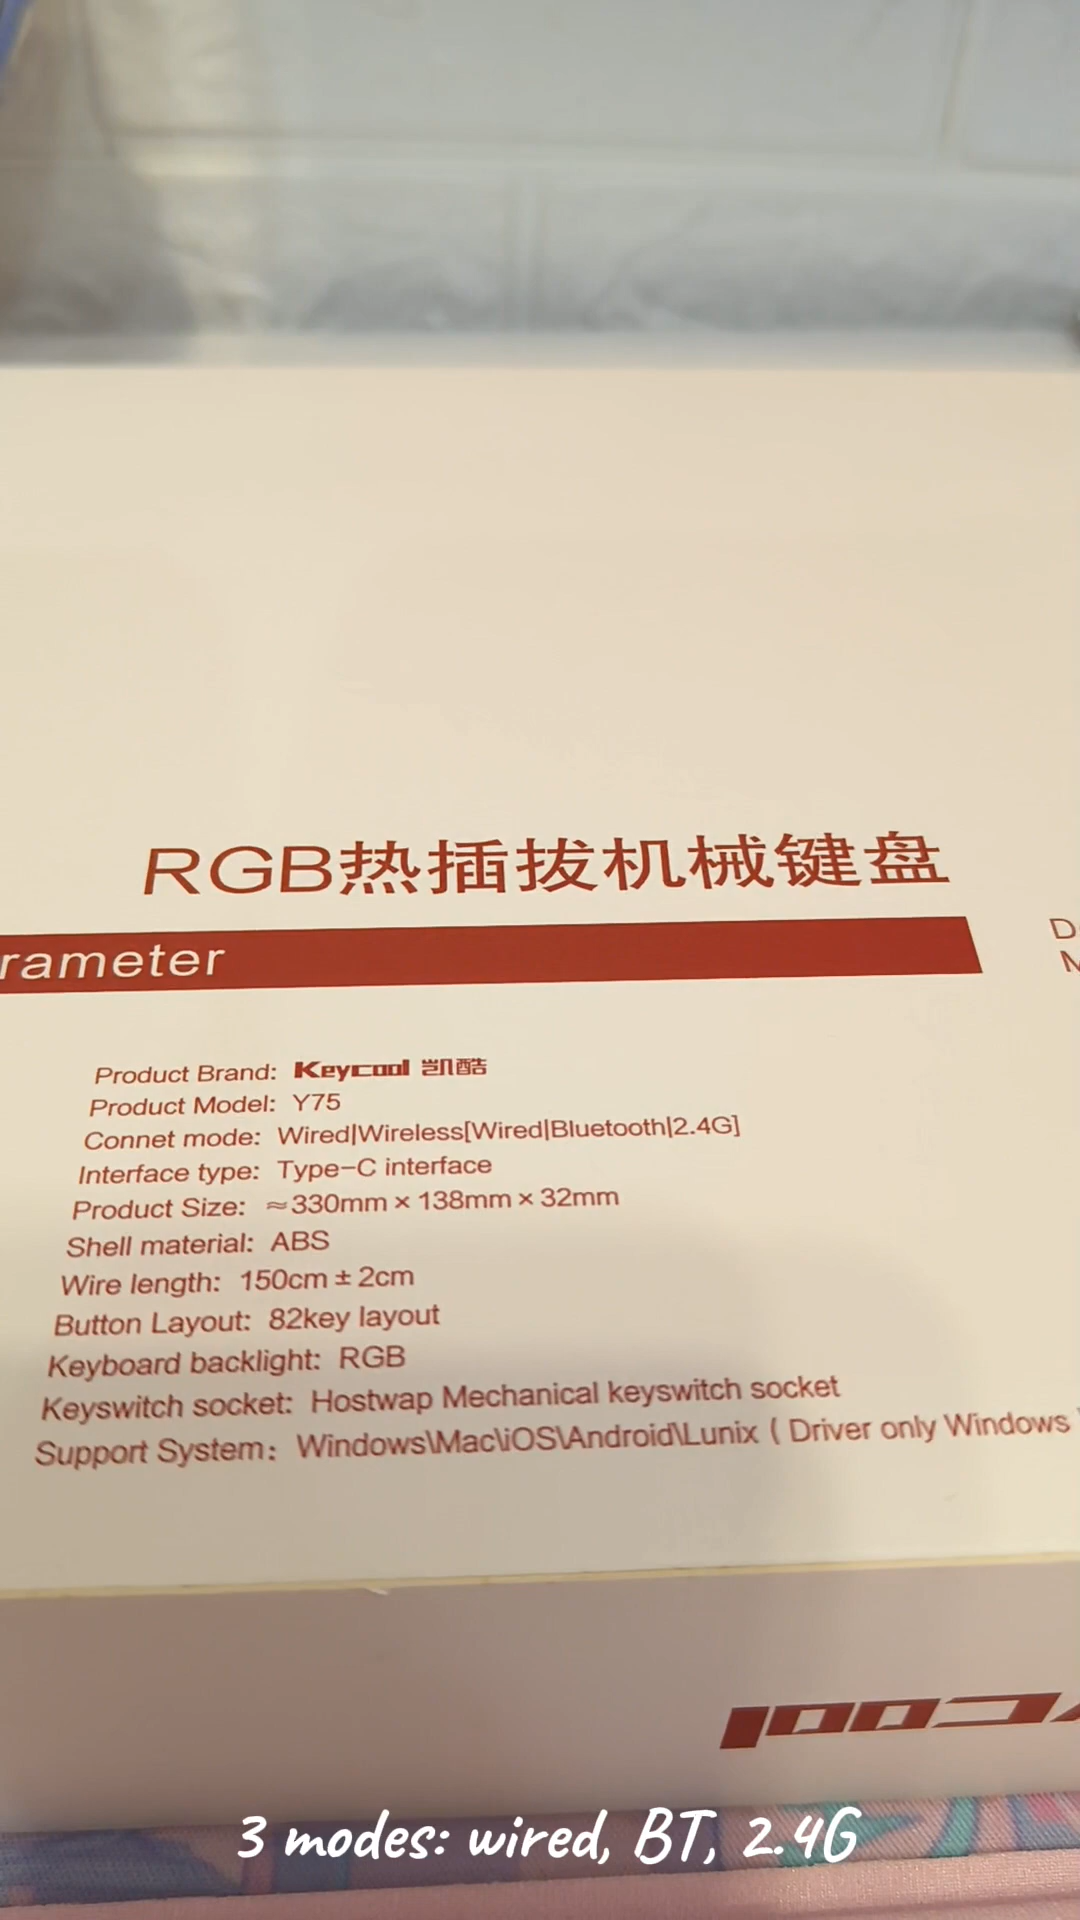 RGB热插拔机械键盘
rameter
Product Brand: Keycool 凯酷
Product Model: Y75
Connet mode: Wired|Wireless[Wired|Bluetooth|2.4G]
Interface type: Type-C interface
Product Size: ≈330mm×138mm×32mm
Shell material: ABS
Wire length: 150cm±2cm
Button Layout: 82key layout
Keyboard backlight: RGB
Keyswitch socket: Hostwap Mechanical keyswitch socket
Support System: Windows\Mac\iOS\Android\Lunix ( Driver only Windows
3 modes: wired, BT, 2.4G